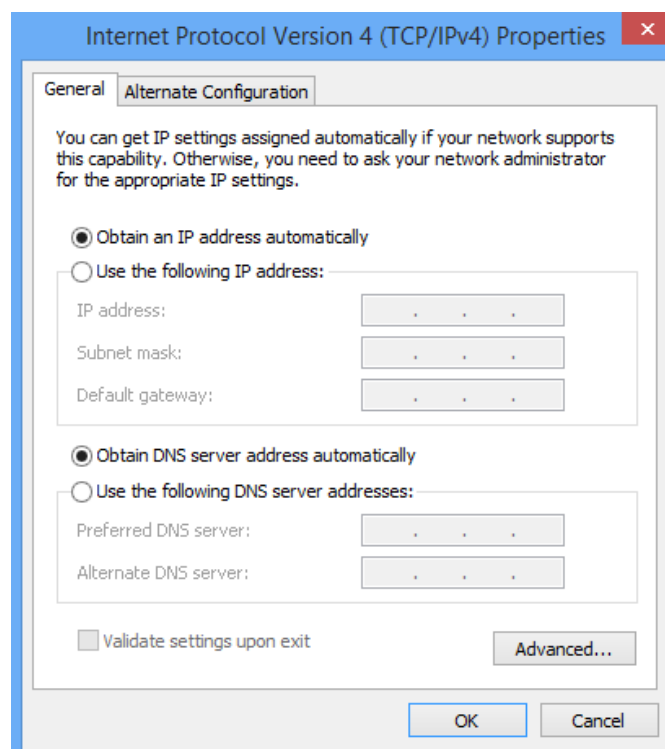 Internet Protocol Version 4 (TCP/IPv4) Properties
General
Alternate Configuration
You can get IP settings assigned automatically if your network supports
this capability. Otherwise, you need to ask your network administrator
for the appropriate IP settings.
Obtain an IP address automatically
Use the following IP address:
IP address:
. . .
Subnet mask:
. . .
Default gateway:
. . .
Obtain DNS server address automatically
Use the following DNS server addresses:
Preferred DNS server:
. . .
Alternate DNS server:
. . .
Validate settings upon exit
Advanced...
OK
Cancel